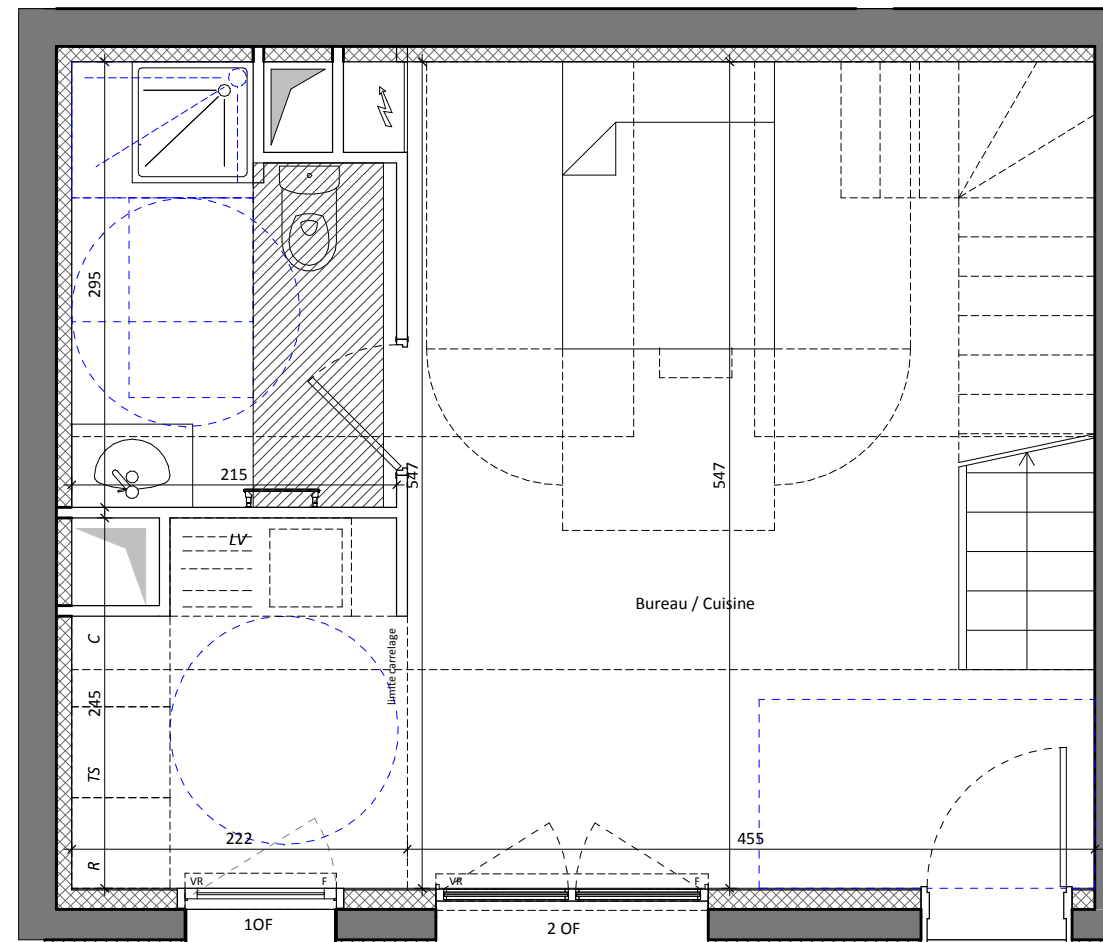 295
215
547
547
LV
Bureau / Cuisine
C
limite carrelage
245
TS
222
455
R
VR
F
VR
F
1OF
2 OF